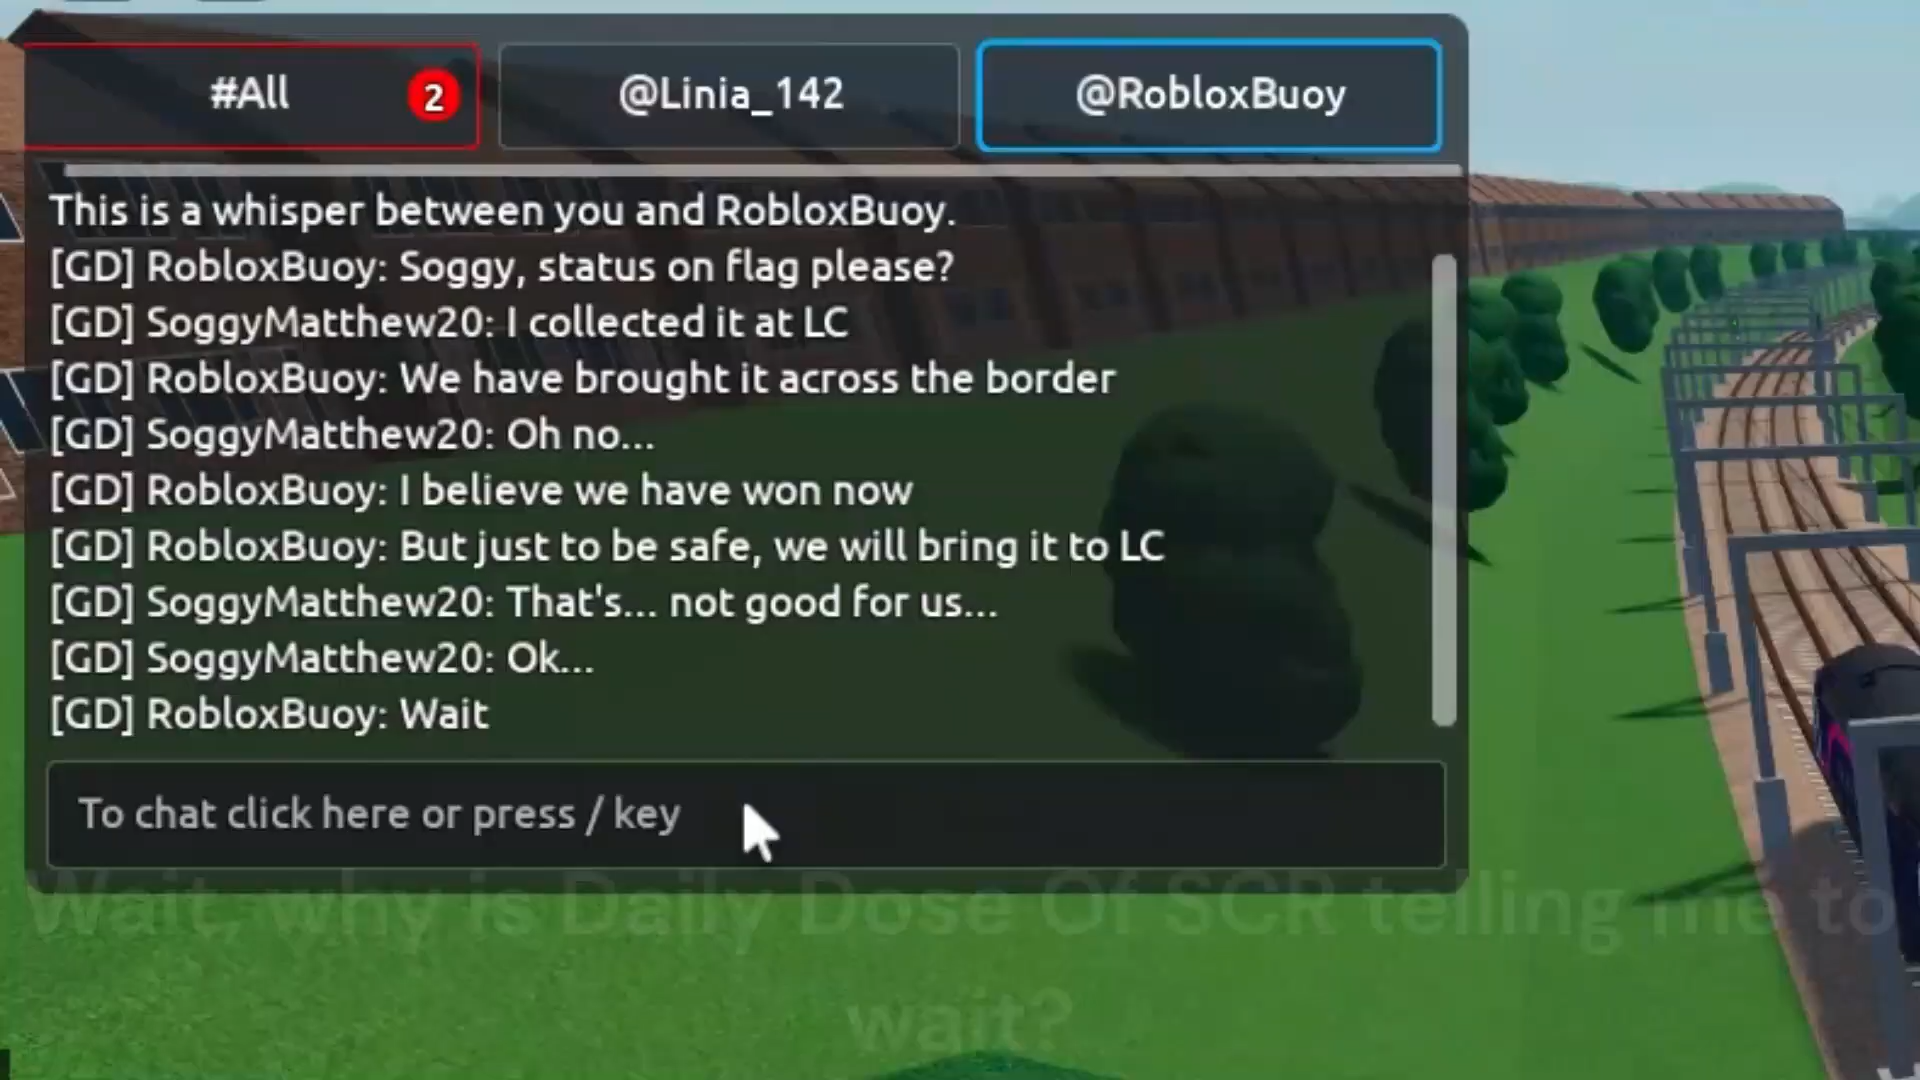 #All 2 @Linia_142 @RobloxBuoy
This is a whisper between you and RobloxBuoy.
[GD] RobloxBuoy: Soggy, status on flag please?
[GD] SoggyMatthew20: I collected it at LC
[GD] RobloxBuoy: We have brought it across the border
[GD] SoggyMatthew20: Oh no...
[GD] RobloxBuoy: I believe we have won now
[GD] RobloxBuoy: But just to be safe, we will bring it to LC
[GD] SoggyMatthew20: That's... not good for us...
[GD] SoggyMatthew20: Ok...
[GD] RobloxBuoy: Wait
To chat click here or press / key
Wait, why is Daily Dose Of SCR telling me to
wait?